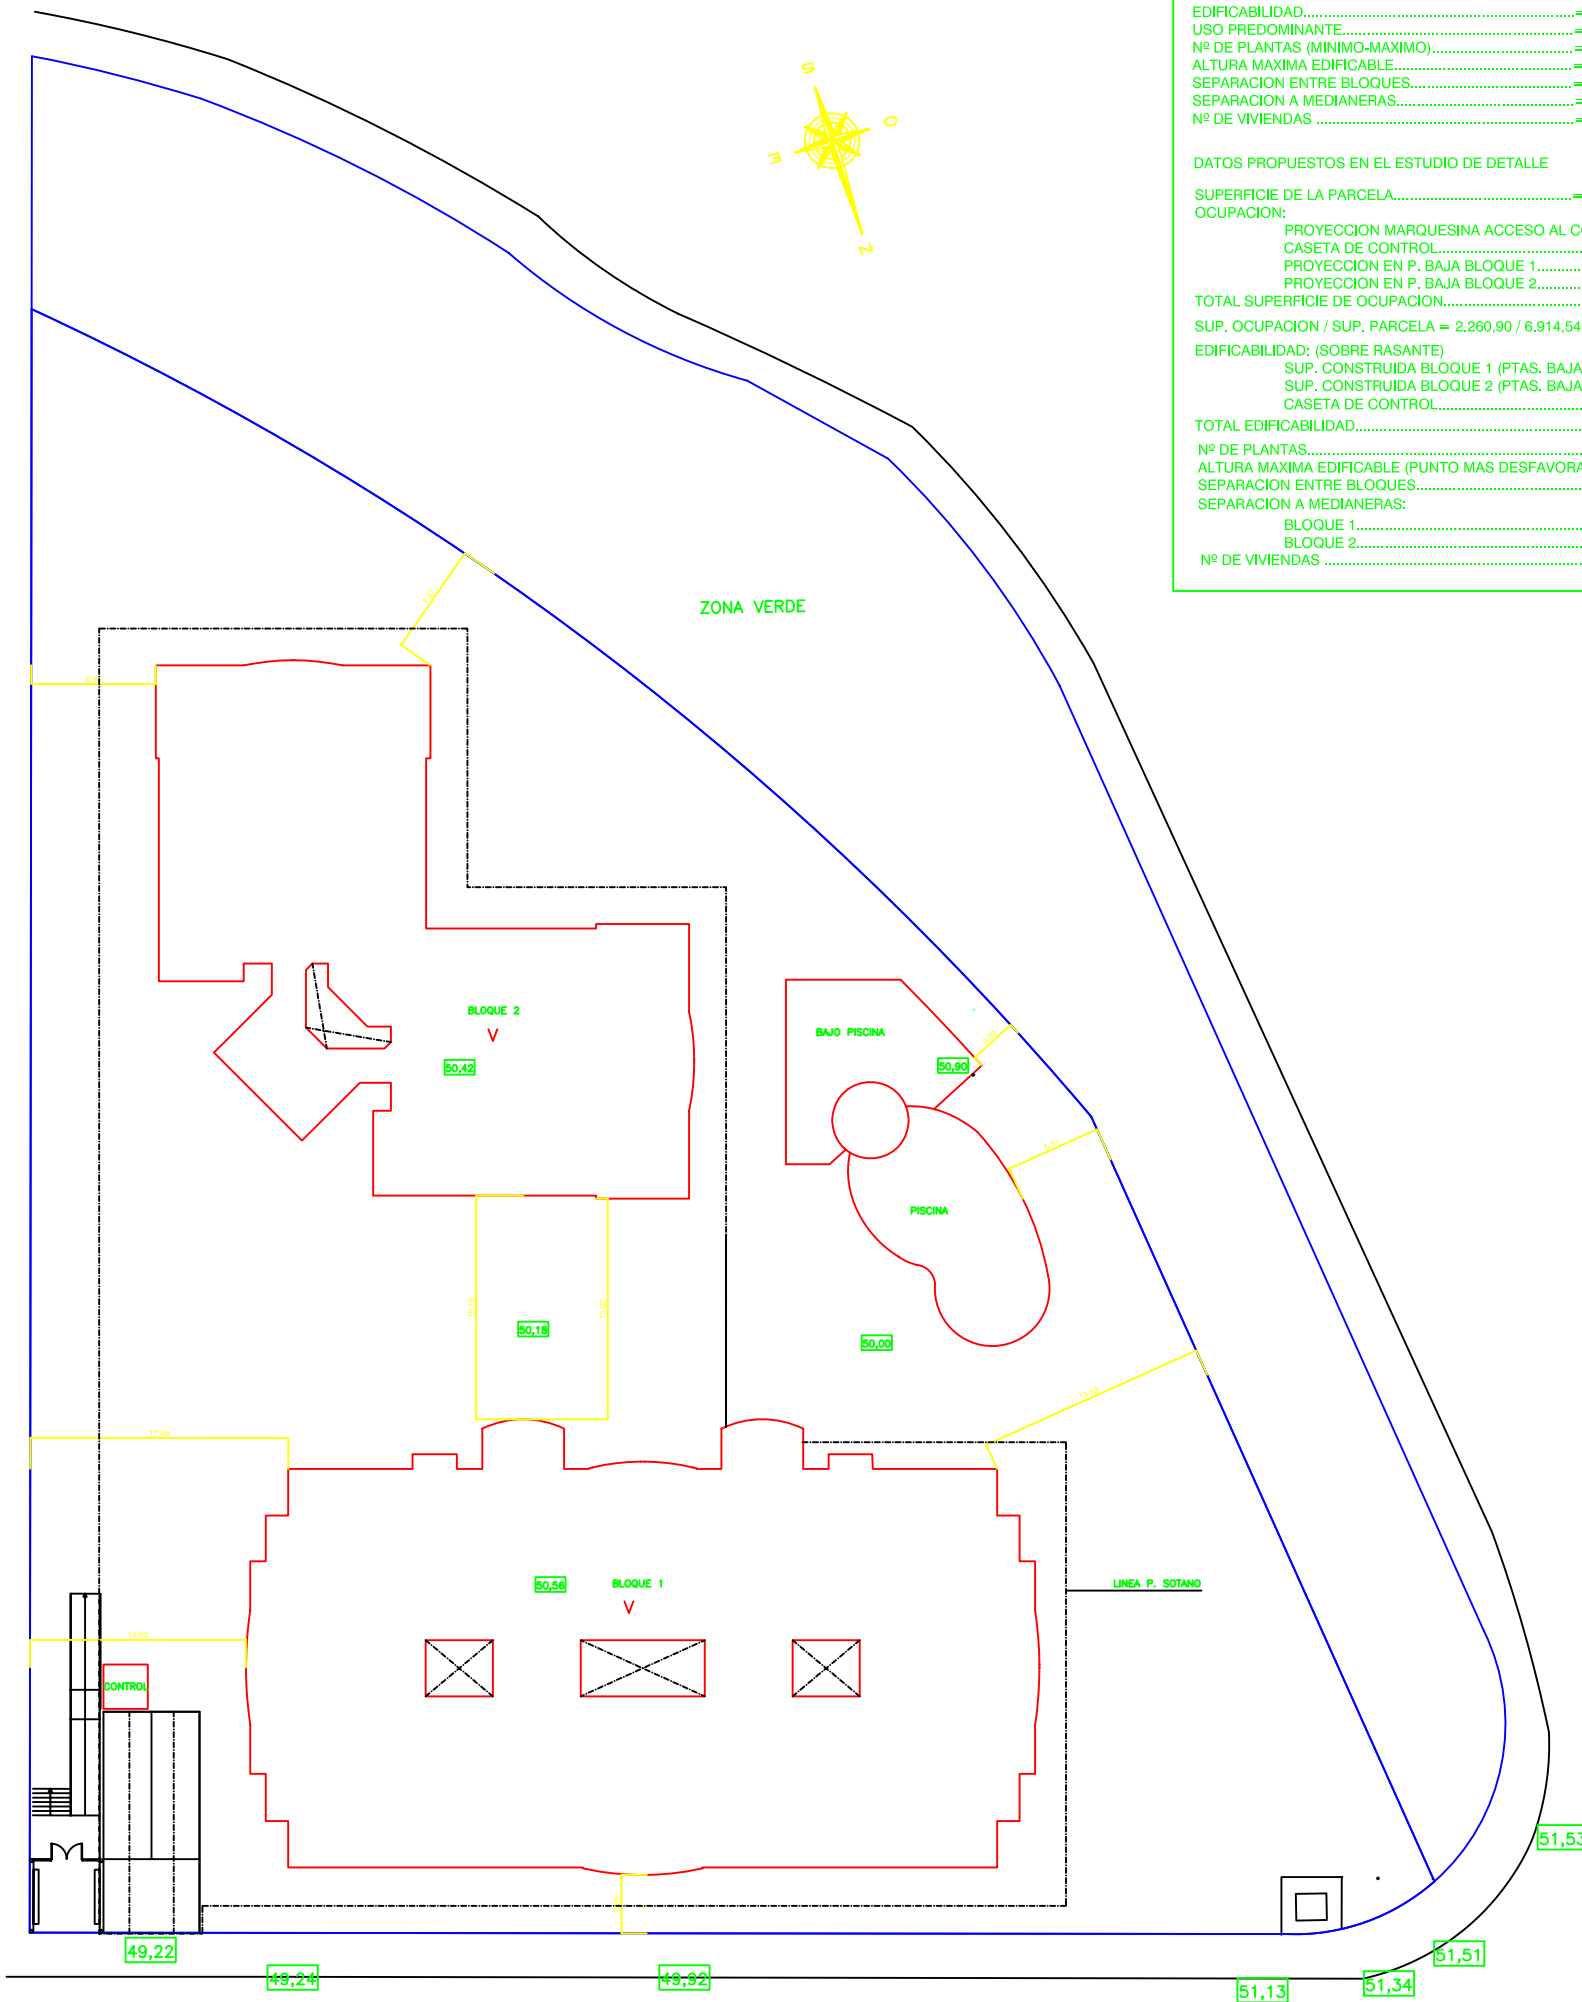 EDIFICABILIDAD............=
USO PREDOMINANTE............=
Nº DE PLANTAS (MINIMO-MAXIMO)............=
ALTURA MAXIMA EDIFICABLE............=
SEPARACION ENTRE BLOQUES............=
SEPARACION A MEDIANERAS............=
Nº DE VIVIENDAS ............=
DATOS PROPUESTOS EN EL ESTUDIO DE DETALLE
SUPERFICIE DE LA PARCELA............=
OCUPACION:
PROYECCION MARQUESINA ACCESO AL
CASETA DE CONTROL............
PROYECCION EN P. BAJA BLOQUE 1............
PROYECCION EN P. BAJA BLOQUE 2............
TOTAL SUPERFICIE DE OCUPACION............
SUP. OCUPACION / SUP. PARCELA = 2.260,90 / 6.914,54
EDIFICABILIDAD: (SOBRE RASANTE)
SUP. CONSTRUIDA BLOQUE 1 (PTAS. BAJA
SUP. CONSTRUIDA BLOQUE 2 (PTAS. BAJA
CASETA DE CONTROL............
TOTAL EDIFICABILIDAD............
Nº DE PLANTAS............
ALTURA MAXIMA EDIFICABLE (PUNTO MAS DESFAVORA
SEPARACION ENTRE BLOQUES............
SEPARACION A MEDIANERAS:
BLOQUE 1............
BLOQUE 2............
Nº DE VIVIENDAS ............
S
O
E
N
ZONA VERDE
BLOQUE 2
50,42
BAJO PISCINA
50,90
PISCINA
50,18
50,00
17.46
50,56
BLOQUE 1
LINEA P. SOTANO
CONTROL
51,53
49,22
49,24
49,92
51,13
51,34
51,51